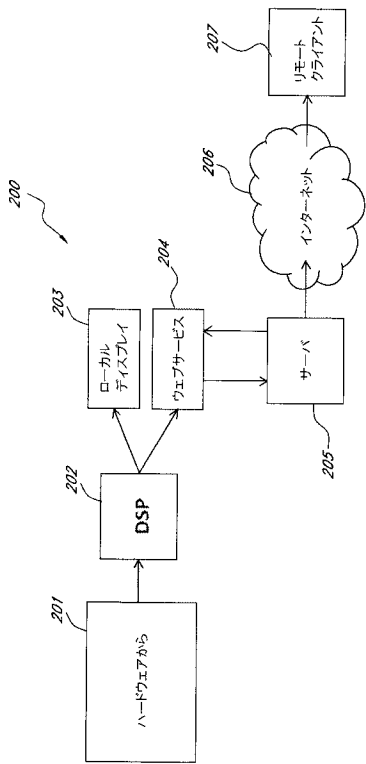 200
201
ハードウェアから
202
DSP
203
ローカル
ディスプレイ
204
ウェブサービス
サーバ
205
206
インターネット
207
リモート
クライアント